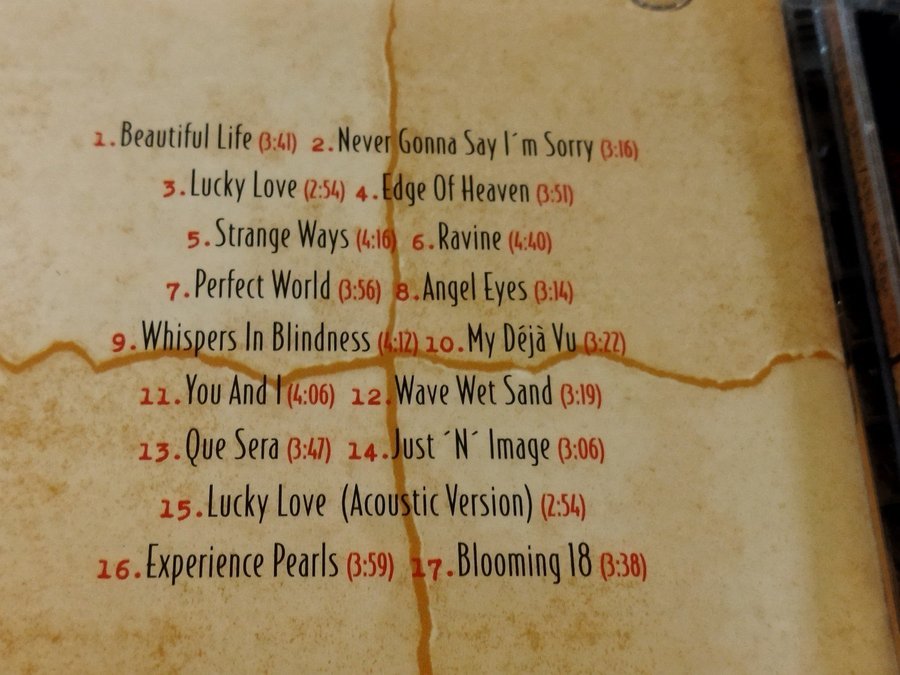 1. Beautiful Life (3:41) 2. Never Gonna Say I´m Sorry (3:16)
3. Lucky Love (2:54) 4. Edge Of Heaven (3:51)
5. Strange Ways (4:16) 6. Ravine (4:40)
7. Perfect World (3:56) 8. Angel Eyes (3:14)
9. Whispers In Blindness (4:12) 10. My Déjà Vu (3:22)
11. You And I (4:06) 12. Wave Wet Sand (3:19)
13. Que Sera (3:47) 14. Just ´N´ Image (3:06)
15. Lucky Love (Acoustic Version) (2:54)
16. Experience Pearls (3:59) 17. Blooming 18 (3:38)